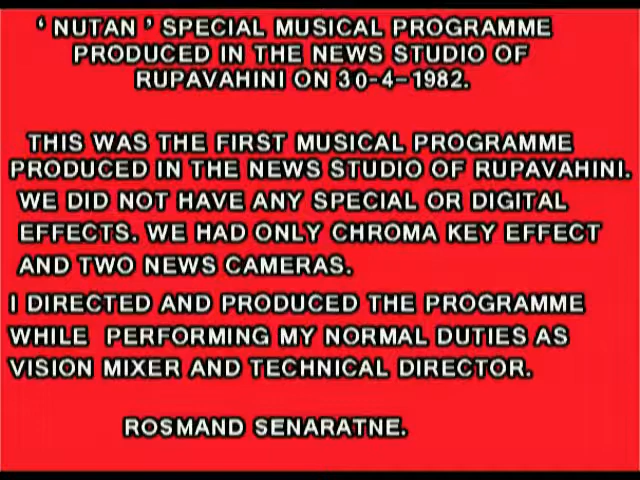 ‘ NUTAN ’ SPECIAL MUSICAL PROGRAMME
PRODUCED IN THE NEWS STUDIO OF
RUPAVAHINI ON 30-4-1982.
THIS WAS THE FIRST MUSICAL PROGRAMME
PRODUCED IN THE NEWS STUDIO OF RUPAVAHINI.
WE DID NOT HAVE ANY SPECIAL OR DIGITAL
EFFECTS. WE HAD ONLY CHROMA KEY EFFECT
AND TWO NEWS CAMERAS.
I DIRECTED AND PRODUCED THE PROGRAMME
WHILE PERFORMING MY NORMAL DUTIES AS
VISION MIXER AND TECHNICAL DIRECTOR.
ROSMAND SENARATNE.